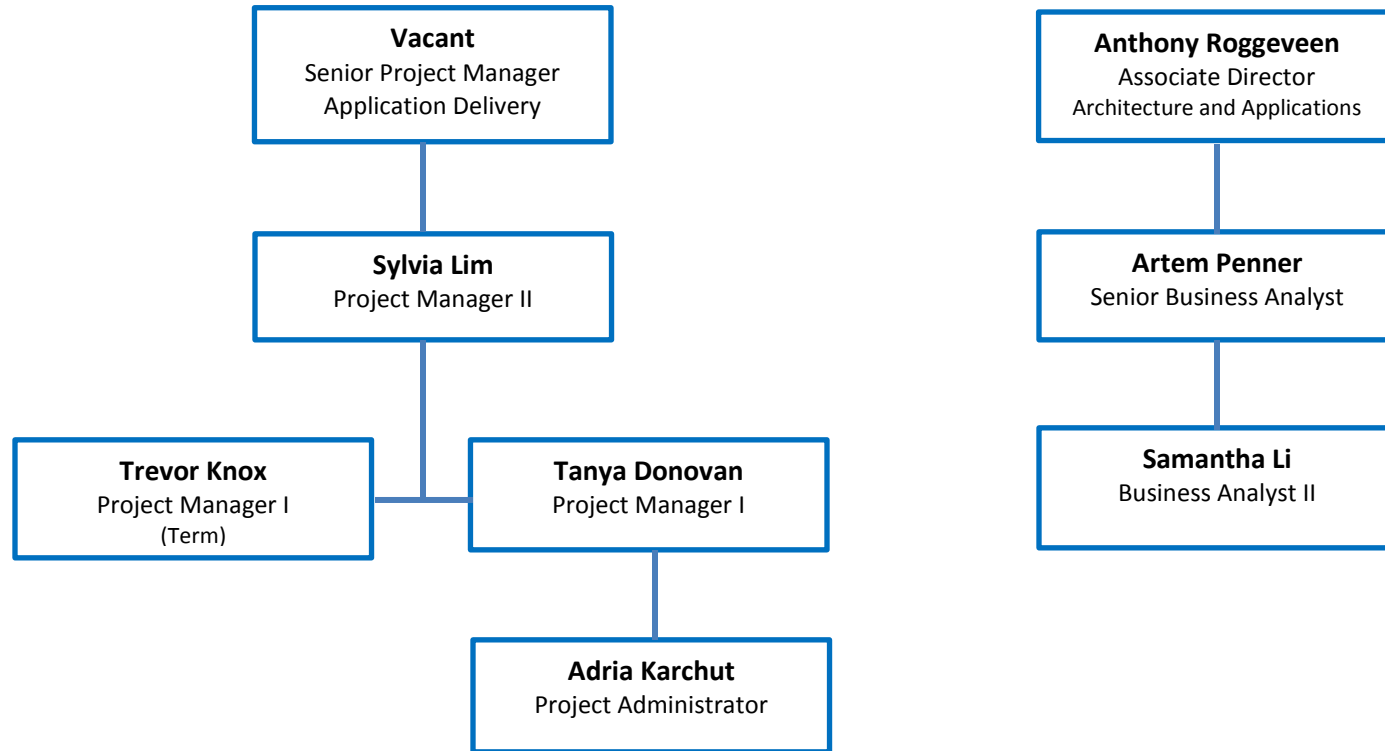 Vacant
Senior Project Manager
Application Delivery
Anthony Roggeveen
Associate Director
Architecture and Applications
Sylvia Lim
Project Manager II
Artem Penner
Senior Business Analyst
Trevor Knox
Project Manager I
(Term)
Tanya Donovan
Project Manager I
Samantha Li
Business Analyst II
Adria Karchut
Project Administrator